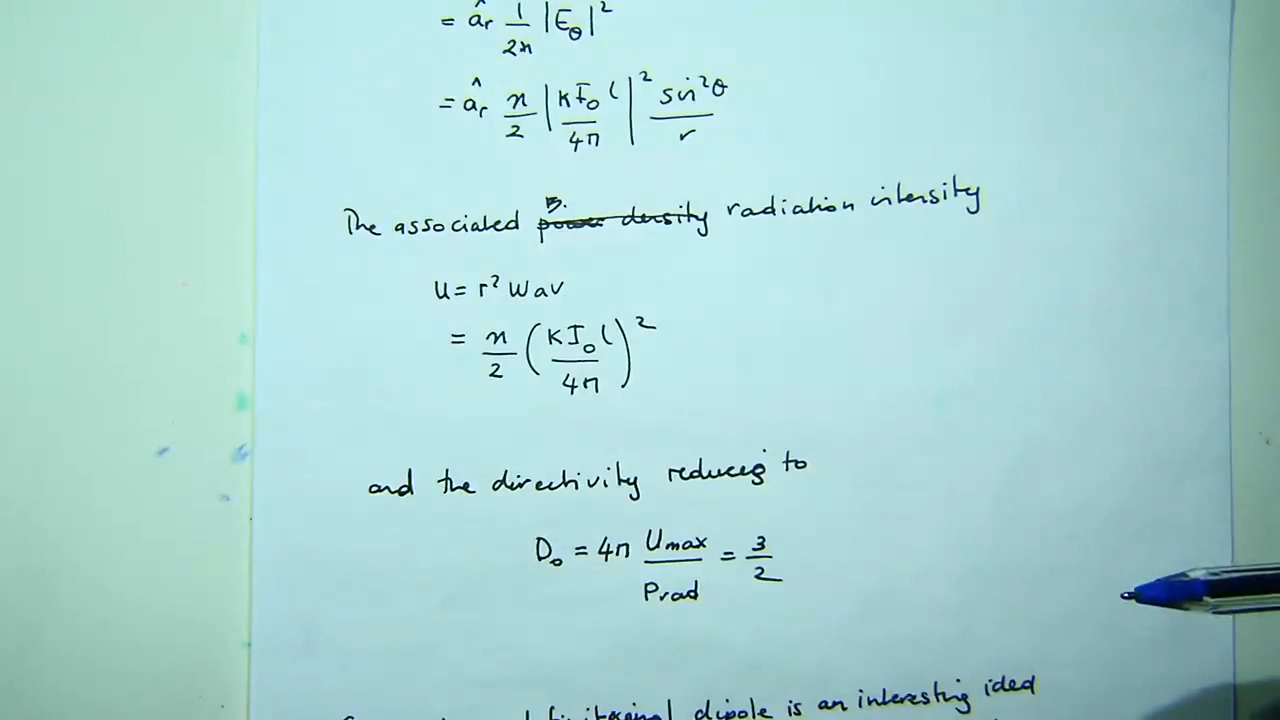 = âr 1/2η |Eθ|²
= âr η/2 |kI₀l/4π|² sin²θ/r
The associated power density radiation intensity
U = r² Wav
= η/2 (kI₀l/4π)²
and the directivity reduces to
D₀ = 4π Umax/Prad = 3/2
dipole is an interesting idea